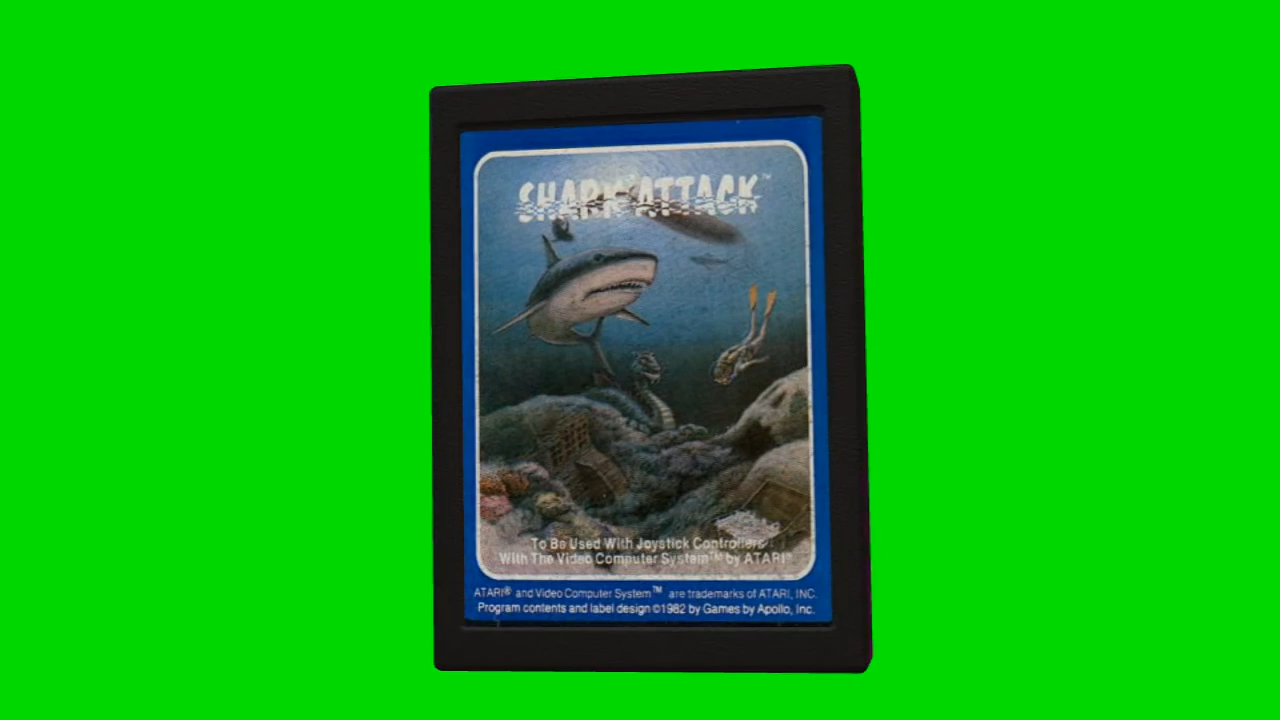 SHARK ATTACK™
To Be Used With Joystick Controllers
With The Video Computer System™ by ATARI®
ATARI® and Video Computer System™ are trademarks of ATARI, INC.
Program contents and label design ©1982 by Games by Apollo, Inc.